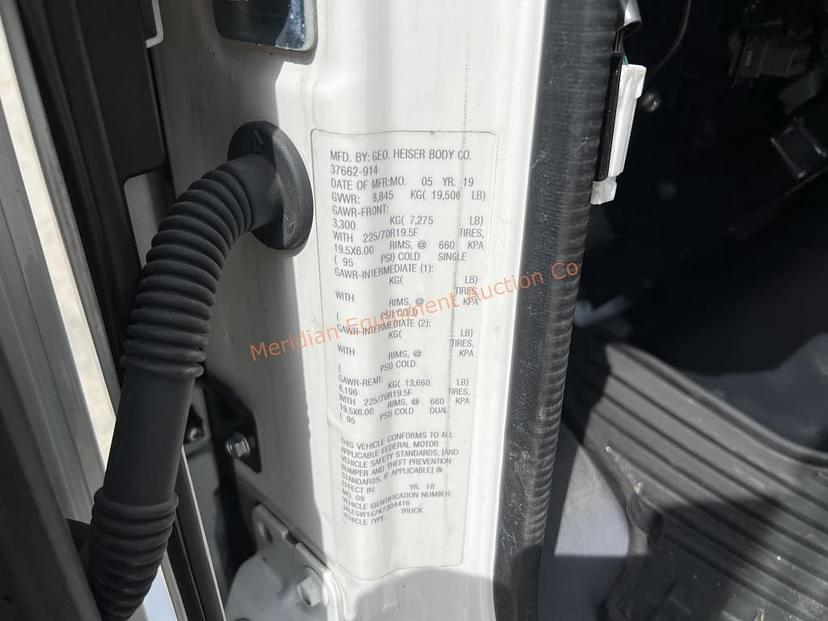 MFD. BY: GEO. HEISER BODY CO.
37662-914
DATE OF MFR: MO. 05 YR. 19
GVWR: 8,845 KG( 19,500 LB)
GAWR-FRONT:
3,300 KG( 7,275 LB)
WITH 225/70R19.5F TIRES,
19.5X6.00 RIMS, @ 660 KPA
( 95 PSI) COLD SINGLE
GAWR-INTERMEDIATE (1):
KG( LB)
WITH TIRES,
RIMS, @ KPA
( PSI) COLD
GAWR-INTERMEDIATE (2):
KG( LB)
WITH TIRES,
RIMS, @ KPA
( PSI) COLD
GAWR-REAR:
6,196 KG( 13,660 LB)
WITH 225/70R19.5F TIRES,
19.5X6.00 RIMS, @ 660 KPA
( 95 PSI) COLD DUAL
THIS VEHICLE CONFORMS TO ALL
APPLICABLE FEDERAL MOTOR
VEHICLE SAFETY STANDARDS, [AND
BUMPER AND THEFT PREVENTION
STANDARDS, IF APPLICABLE] IN
EFFECT IN:
MO. 09 YR. 18
VEHICLE IDENTIFICATION NUMBER:
VEHICLE TYPE: TRUCK
Meridian Equipment Auction Co